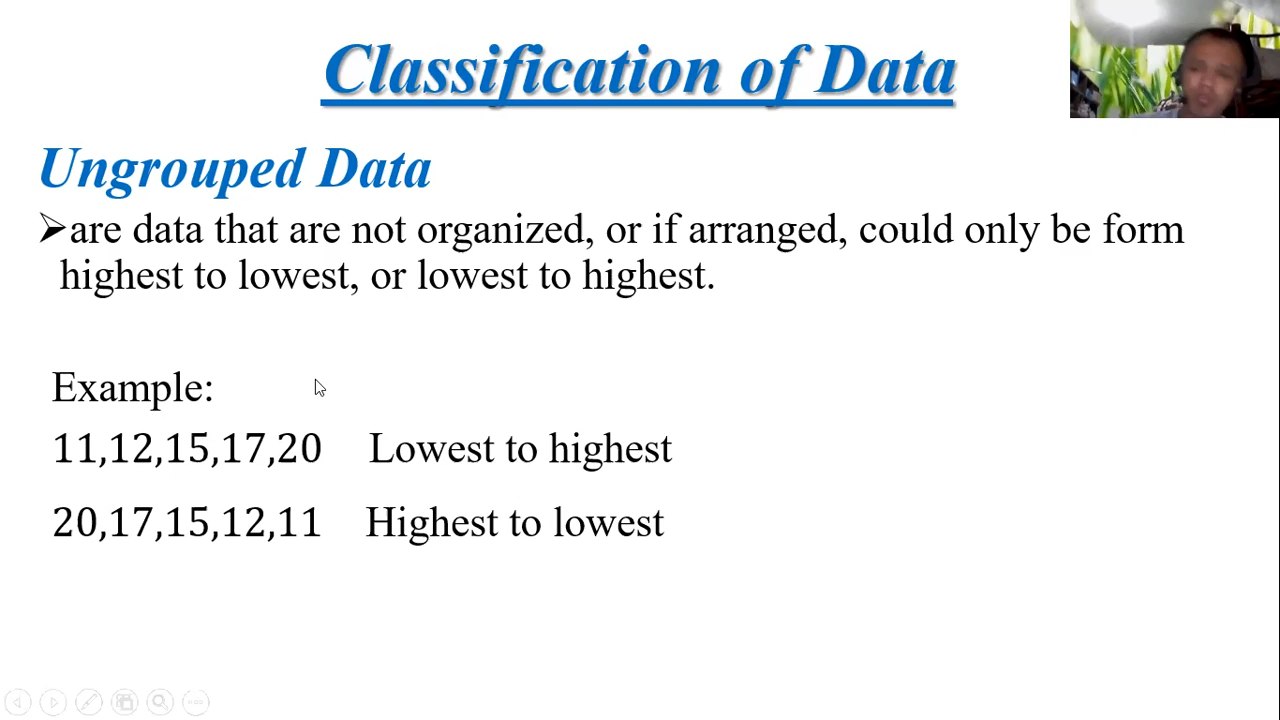 Classification of Data
Ungrouped Data
are data that are not organized, or if arranged, could only be form
highest to lowest, or lowest to highest.
Example:
11,12,15,17,20 Lowest to highest
20,17,15,12,11 Highest to lowest